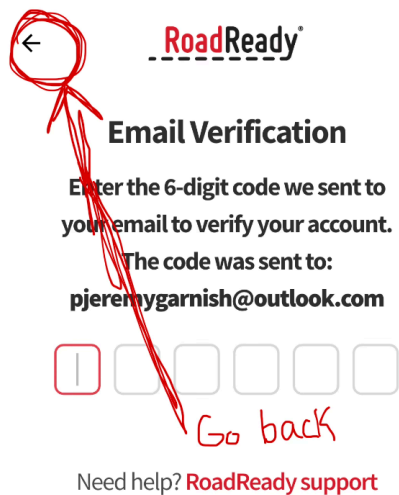 RoadReady®
Email Verification
Enter the 6-digit code we sent to
your email to verify your account.
The code was sent to:
pjeremygarnish@outlook.com
Go back
Need help? RoadReady support